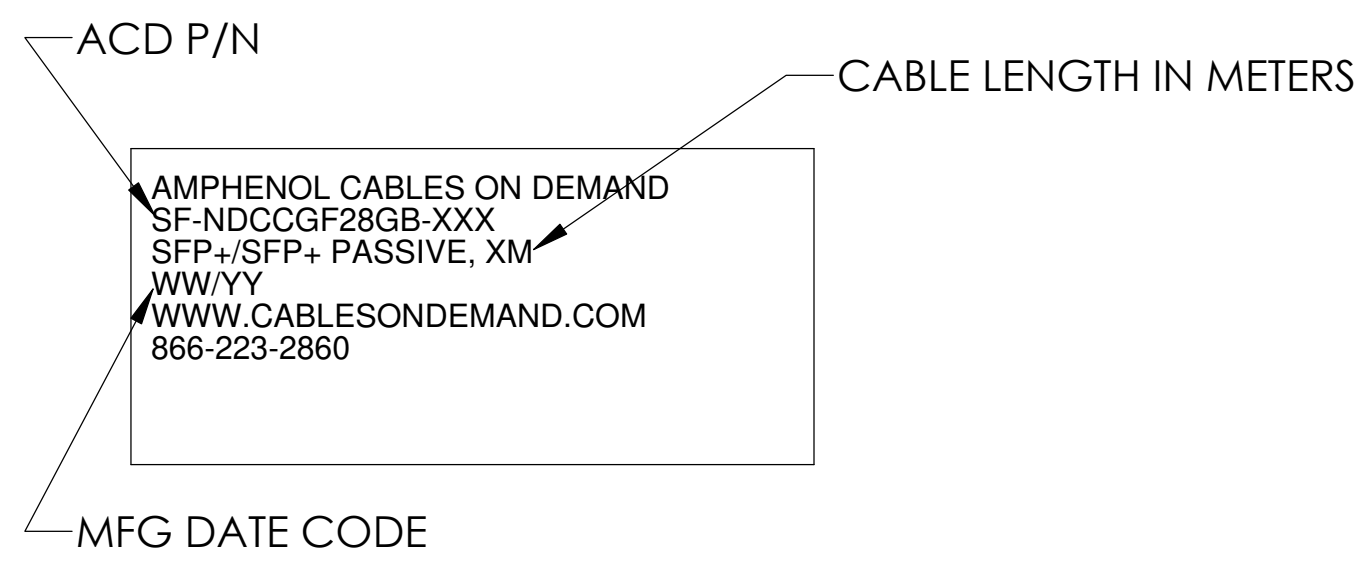 ACD P/N
CABLE LENGTH IN METERS
AMPHENOL CABLES ON DEMAND
SF-NDCCGF28GB-XXX
SFP+/SFP+ PASSIVE, XM
WW/YY
WWW.CABLESONDEMAND.COM
866-223-2860
MFG DATE CODE